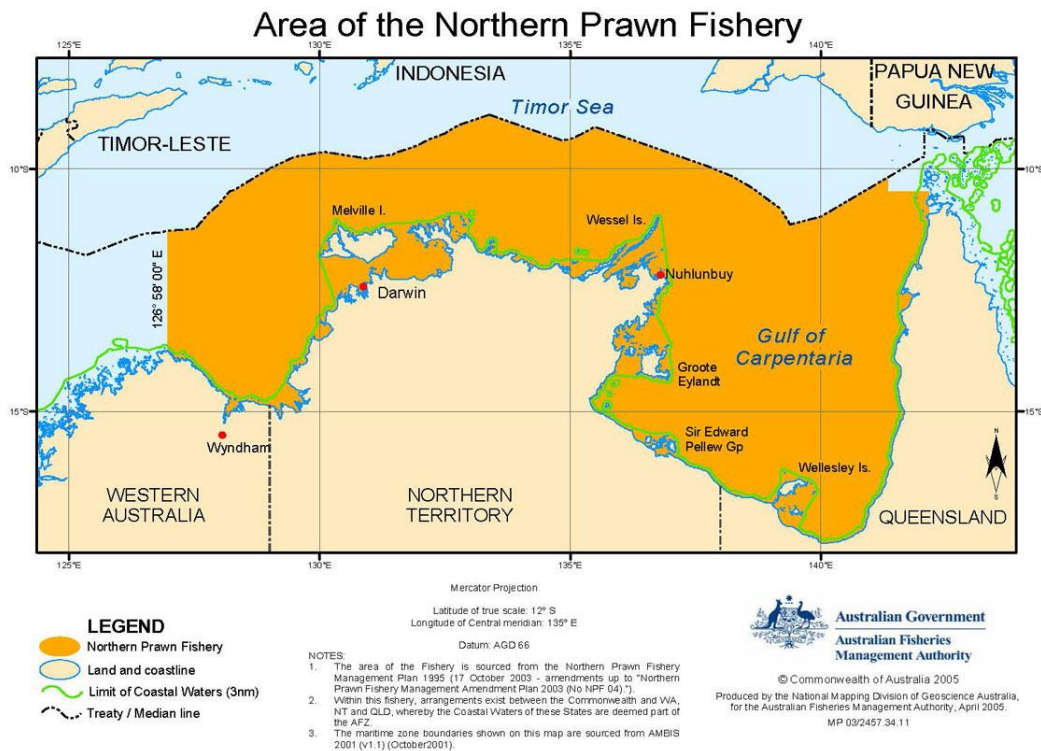 Area of the Northern Prawn Fishery
125°E 130°E 135°E 140°E
INDONESIA
PAPUA NEW
GUINEA
Timor Sea
TIMOR-LESTE
10°S 10°S
Melville I.
Wessel Is.
126° 58' 00" E
Nuhlunbuy
Darwin
Gulf of
Carpentaria
Groote
Eylandt
15°S 15°S
Sir Edward
Pellew Gp
Wyndham
Wellesley Is.
N
WESTERN
AUSTRALIA
NORTHERN
TERRITORY
S
QUEENSLAND
125°E 130°E 135°E 140°E
Mercator Projection
Latitude of true scale: 12° S
Longitude of Central meridian: 135° E
Datum: AGD 66
LEGEND
Northern Prawn Fishery
Land and coastline
Limit of Coastal Waters (3nm)
Treaty / Median line
NOTES:
1. The area of the Fishery is sourced from the Northern Prawn Fishery
Management Plan 1995 (17 October 2003 - amendments up to "Northern
Prawn Fishery Management Amendment Plan 2003 (No NPF 04).").
2. Within this fishery, arrangements exist between the Commonwealth and WA,
NT and QLD, whereby the Coastal Waters of these States are deemed part of
the AFZ.
3. The maritime zone boundaries shown on this map are sourced from AMBIS
2001 (v1.1) (October2001).
Australian Government
Australian Fisheries
Management Authority
© Commonwealth of Australia 2005
Produced by the National Mapping Division of Geoscience Australia,
for the Australian Fisheries Management Authority, April 2005.
MP 03/2457.34.11